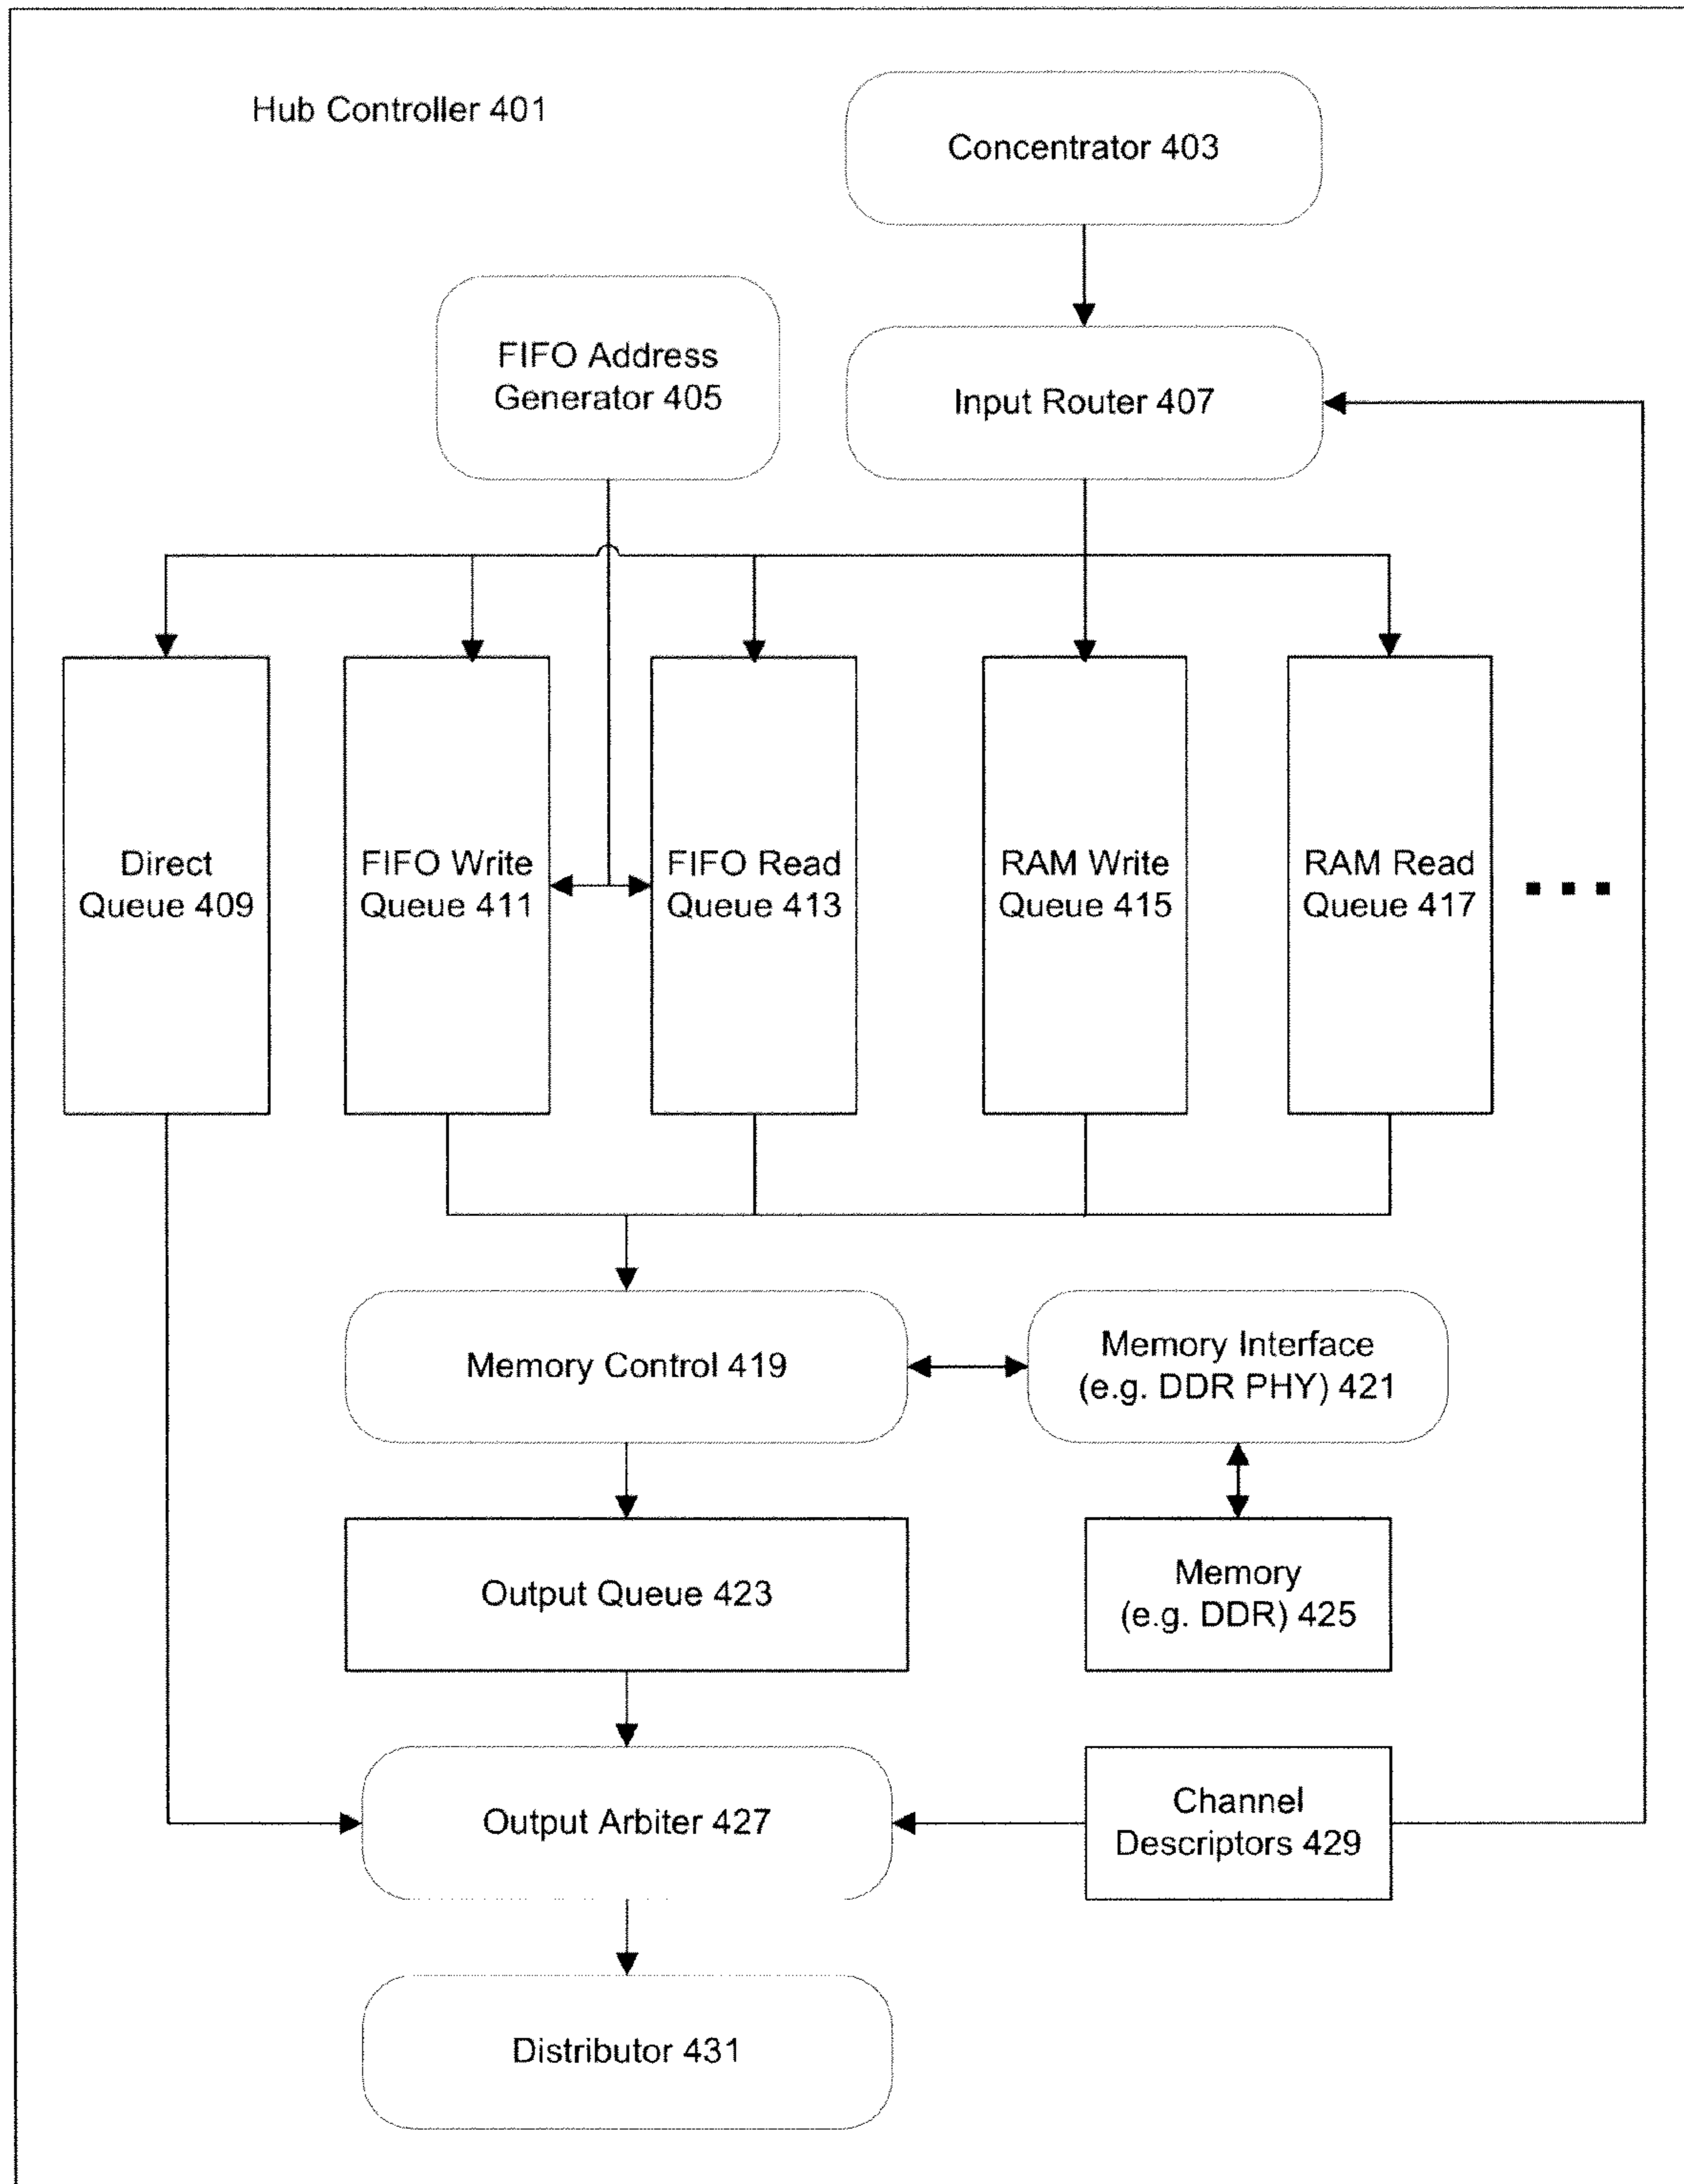 Hub Controller 401
Concentrator 403
FIFO Address
Generator 405
Input Router 407
Direct
Queue 409
FIFO Write
Queue 411
FIFO Read
Queue 413
RAM Write
Queue 415
RAM Read
Queue 417
Memory Control 419
Memory Interface
(e.g. DDR PHY) 421
Output Queue 423
Memory
(e.g. DDR) 425
Output Arbiter 427
Channel
Descriptors 429
Distributor 431